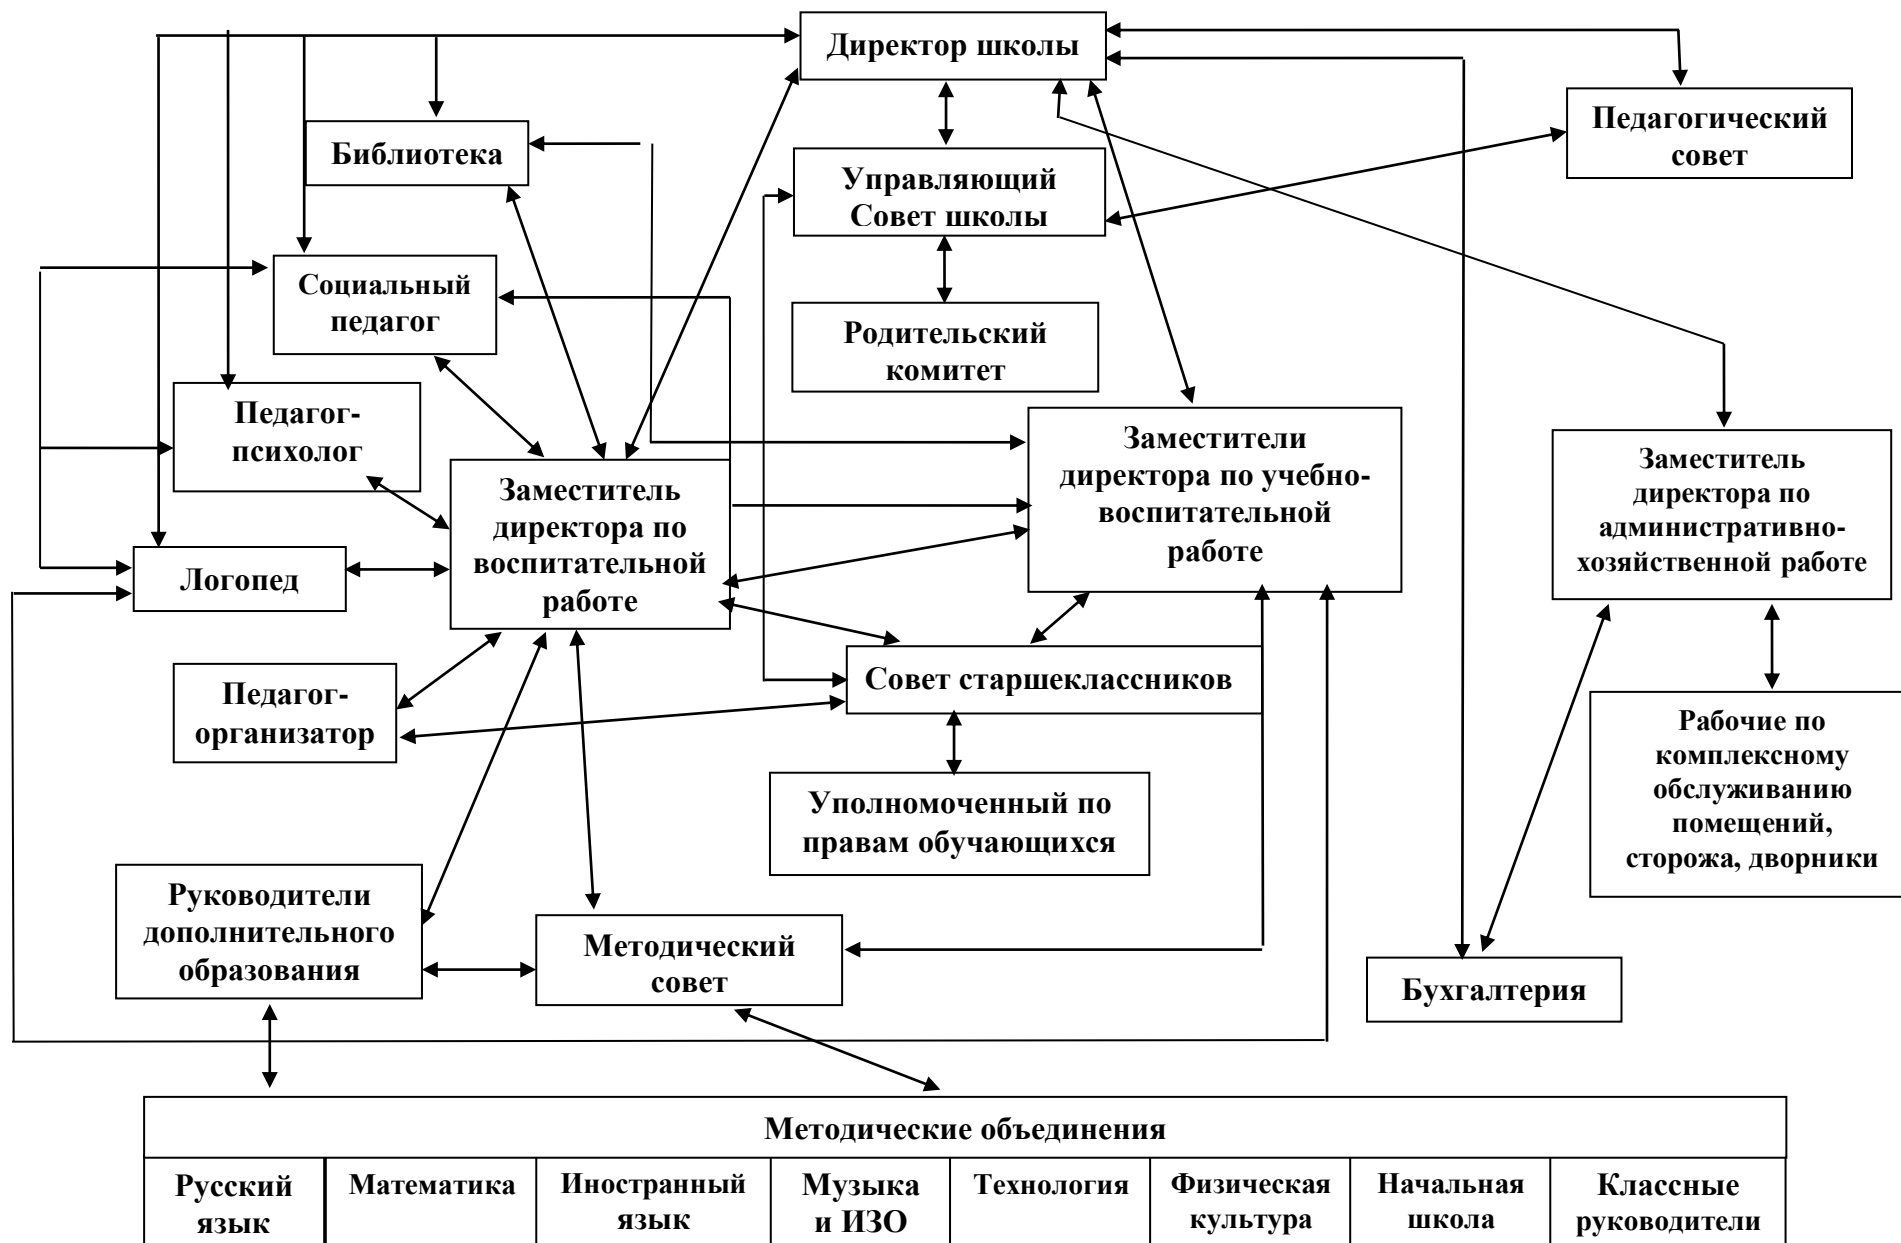 Директор школы
Педагогический
совет
Библиотека
Управляющий
Совет школы
Социальный
педагог
Родительский
комитет
Педагог-
психолог
Заместитель
директора по
воспитательной
работе
Заместители
директора по учебно-
воспитательной
работе
Заместитель
директора по
административно-
хозяйственной работе
Логопед
Педагог-
организатор
Совет старшеклассников
Рабочие по
комплексному
обслуживанию
помещений,
сторожа, дворники
Уполномоченный по
правам обучающихся
Руководители
дополнительного
образования
Методический
совет
Бухгалтерия
Методические объединения
Русский
язык
Математика
Иностранный
язык
Музыка
и ИЗО
Технология
Физическая
культура
Начальная
школа
Классные
руководители